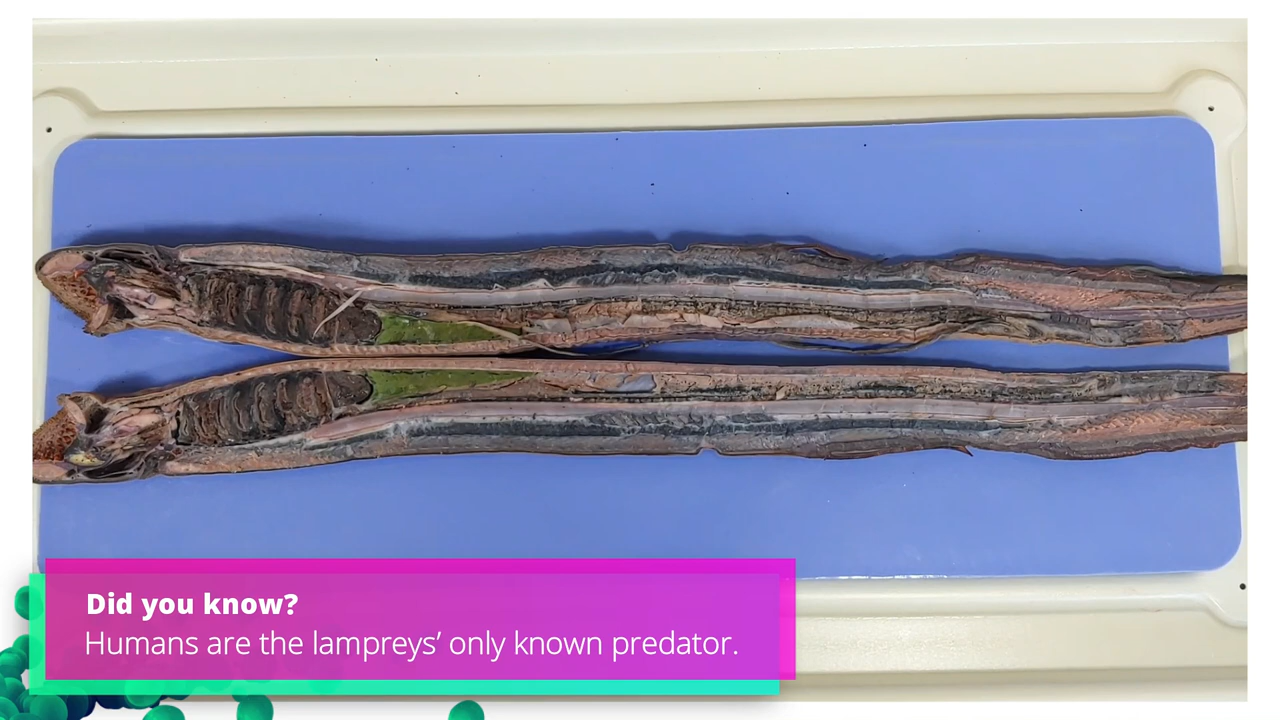 Did you know?
Humans are the lampreys’ only known predator.